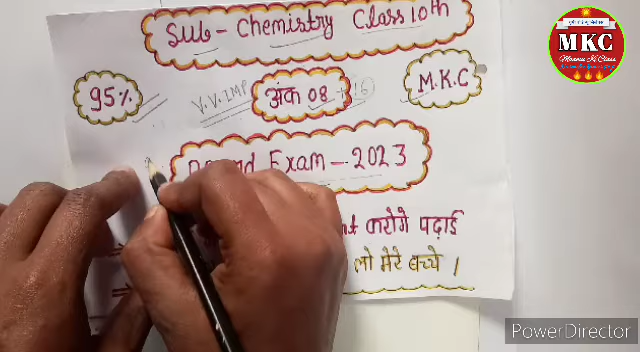 Sub - Chemistry Class 10th
95%
V.V.IMP
अंक 08
M.K.C
Exam - 2023
करोगे पढ़ाई
लो मेरे बच्चे ।
MKC
PowerDirector